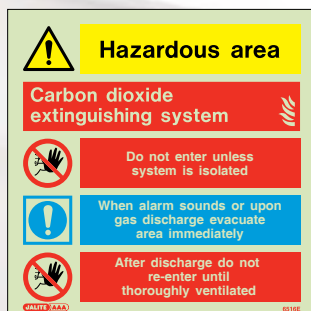 Hazardous area
Carbon dioxide
extinguishing system
Do not enter unless
system is isolated
When alarm sounds or upon
gas discharge evacuate
area immediately
After discharge do not
re-enter until
thoroughly ventilated
JALITE AAA
8516E